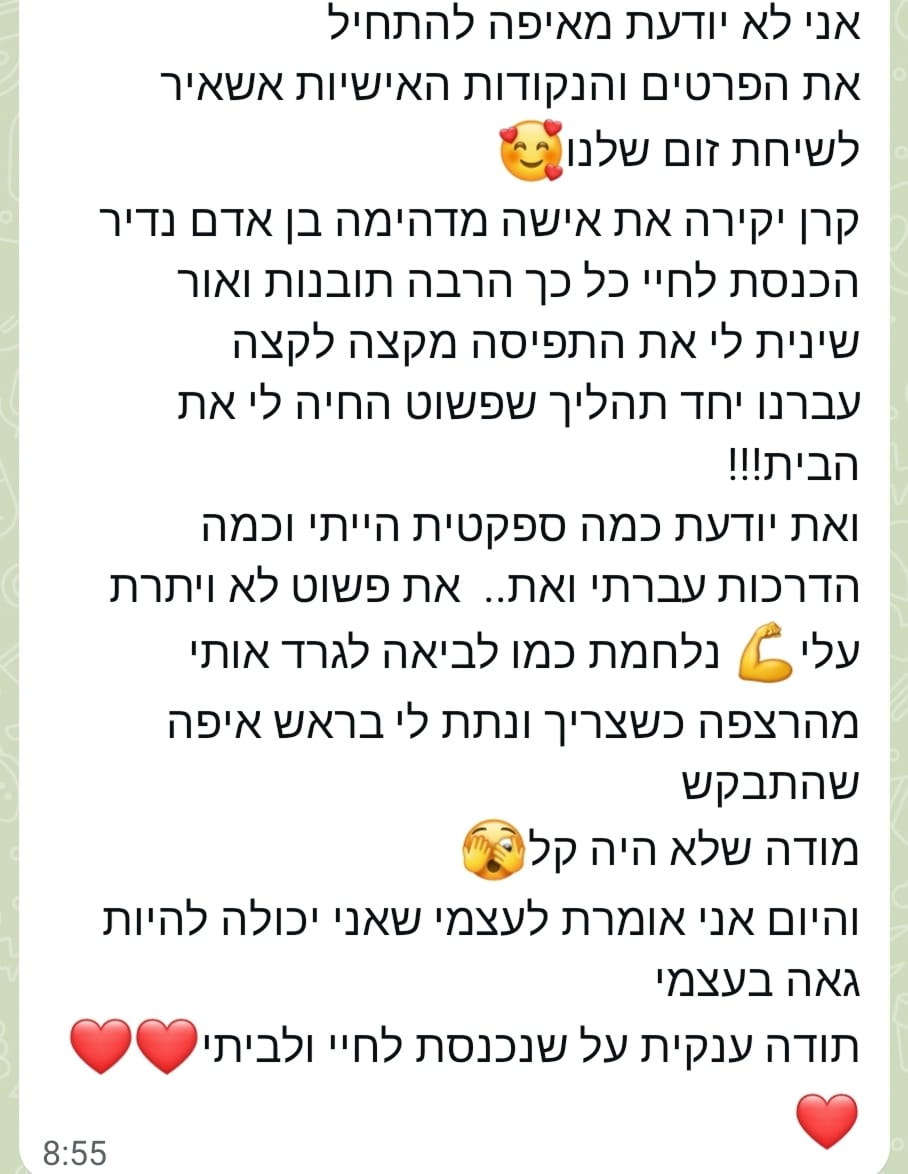 אני לא יודעת מאיפה להתחיל
את הפרטים והנקודות האישיות אשאיר
לשיחת זום שלנו🥰
קרן יקירה את אישה מדהימה בן אדם נדיר
הכנסת לחיי כל כך הרבה תובנות ואור
שינית לי את התפיסה מקצה לקצה
עברנו יחד תהליך שפשוט החיה לי את
הבית!!!
ואת יודעת כמה ספקטית הייתי וכמה
הדרכות עברתי ואת.. את פשוט לא ויתרת
עלי💪 נלחמת כמו לביאה לגרד אותי
מהרצפה כשצריך ונתת לי בראש איפה
שהתבקש
מודה שלא היה קל🫣
והיום אני אומרת לעצמי שאני יכולה להיות
גאה בעצמי
תודה ענקית על שנכנסת לחיי ולביתי❤️❤️
❤️
8:55